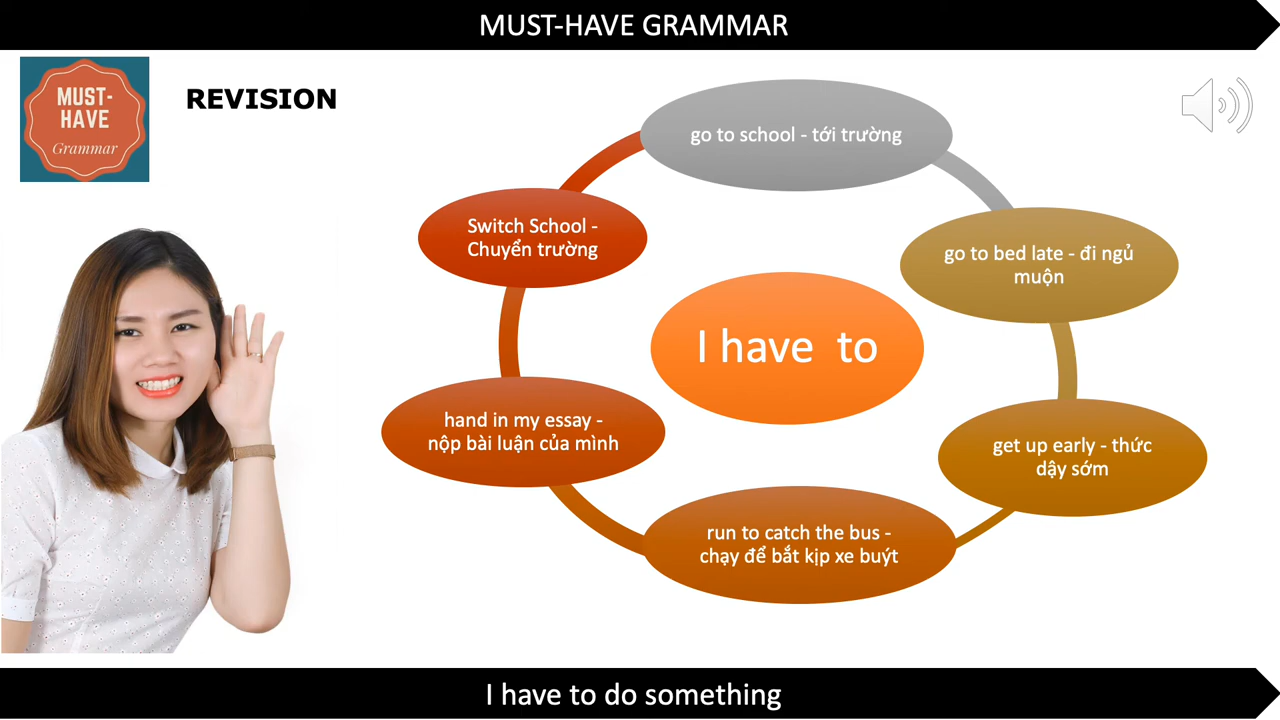 MUST-HAVE GRAMMAR
MUST-
HAVE
Grammar
REVISION
go to school - tới trường
go to bed late - đi ngủ
muộn
get up early - thức
dậy sớm
run to catch the bus -
chạy để bắt kịp xe buýt
hand in my essay -
nộp bài luận của mình
Switch School -
Chuyển trường
I have  to
I have to do something